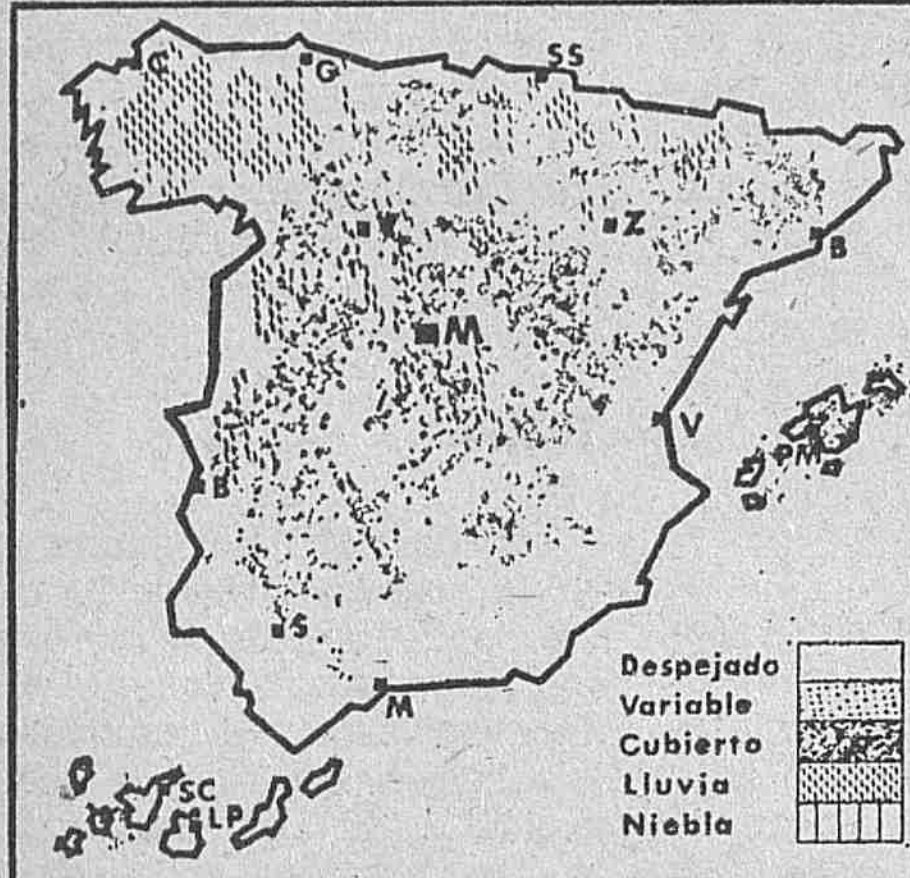 C
G
SS
V
Z
B
M
V
PM
B
S
M
SC
LP
Despejado
Variable
Cubierto
Lluvia
Niebla